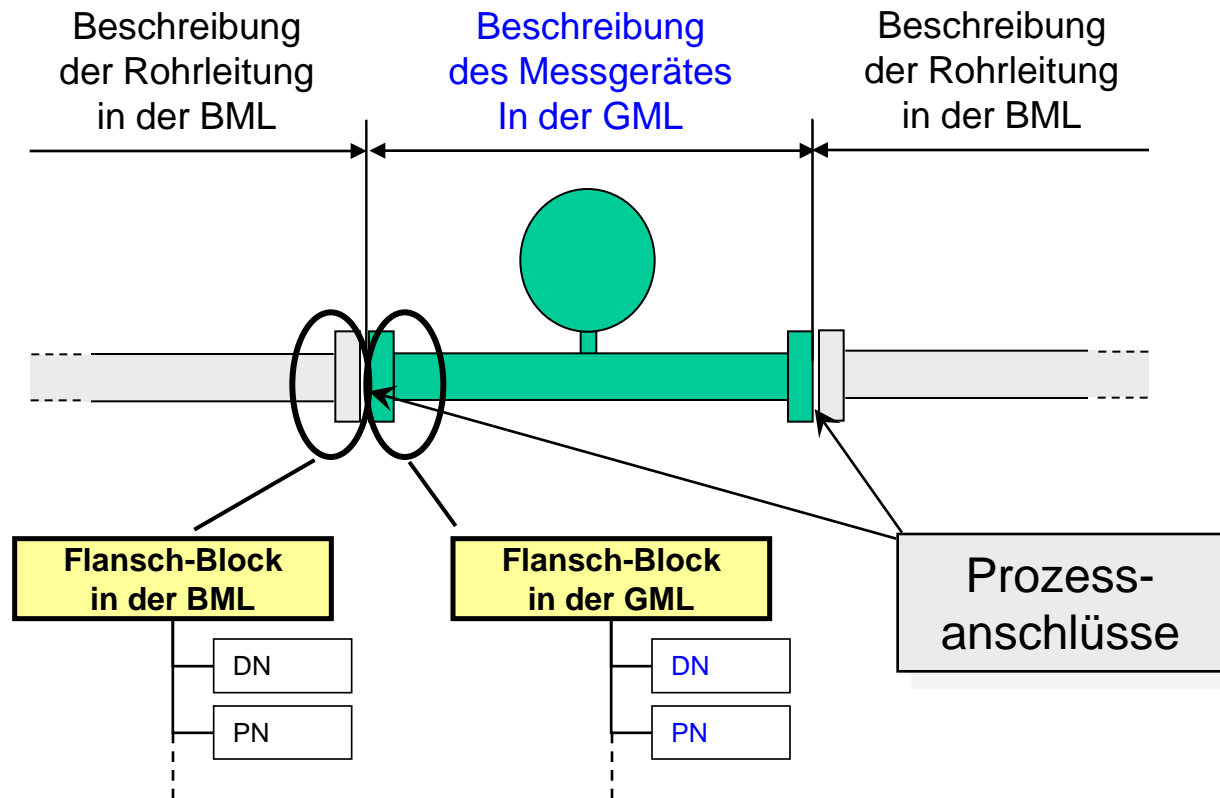 Beschreibung
der Rohrleitung
in der BML
Beschreibung
des Messgerätes
In der GML
Beschreibung
der Rohrleitung
in der BML
Flansch-Block
in der BML
DN
PN
Flansch-Block
in der GML
DN
PN
Prozess-
anschlüsse